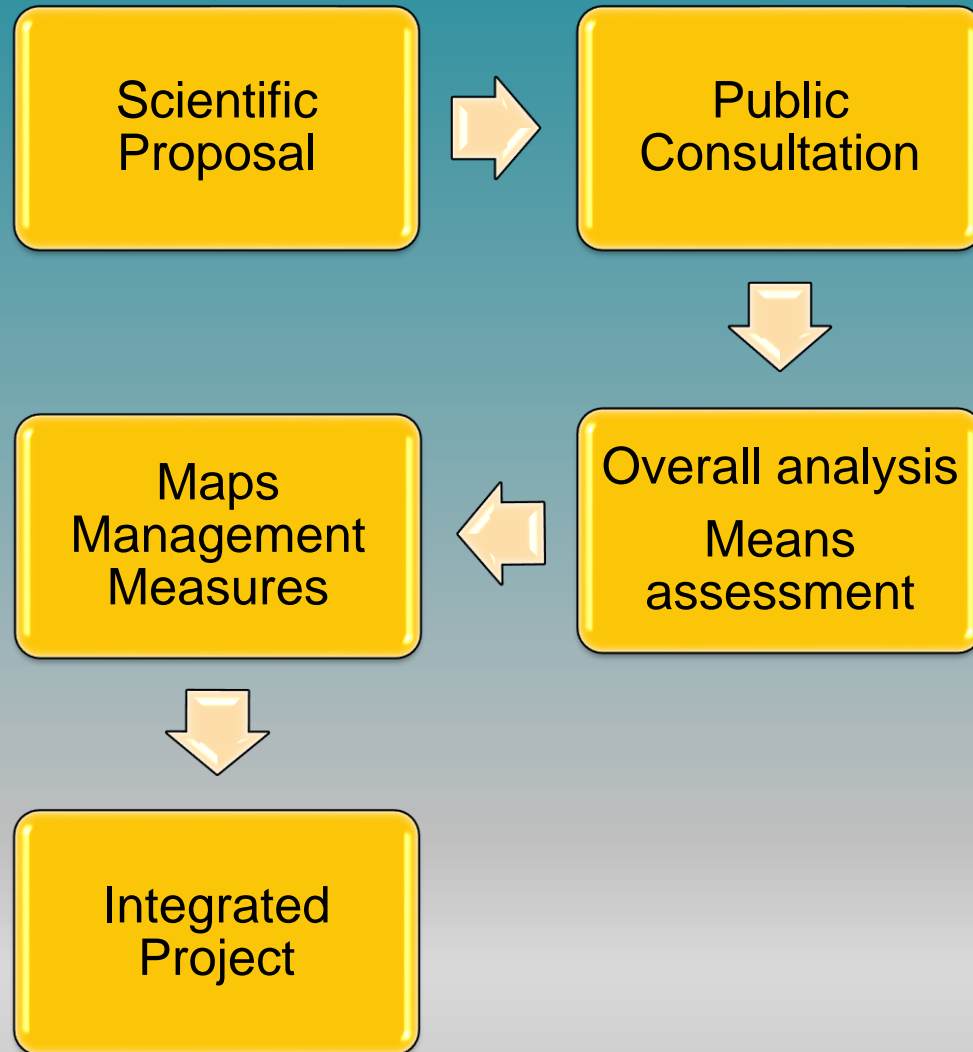 Scientific
Proposal
Public
Consultation
Overall analysis
Means
assessment
Maps
Management
Measures
Integrated
Project